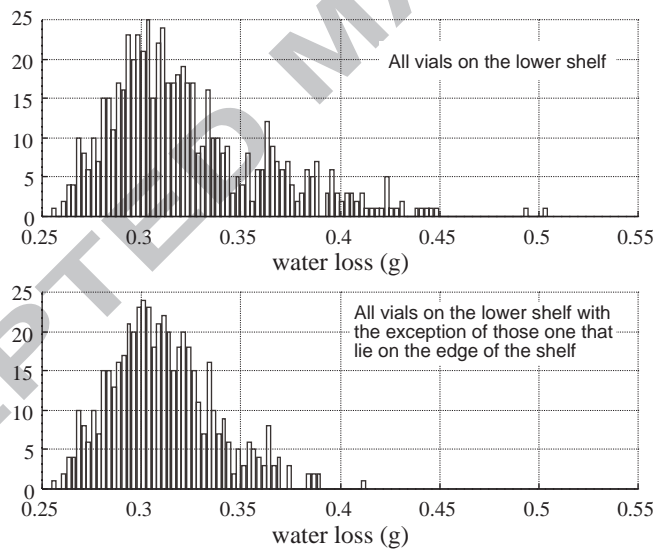 25
20
15
10
5
0
All vials on the lower shelf
0.25 0.3 0.35 0.4 0.45 0.5 0.55
water loss (g)
25
20
15
10
5
0
All vials on the lower shelf with
the exception of those one that
lie on the edge of the shelf
0.25 0.3 0.35 0.4 0.45 0.5 0.55
water loss (g)